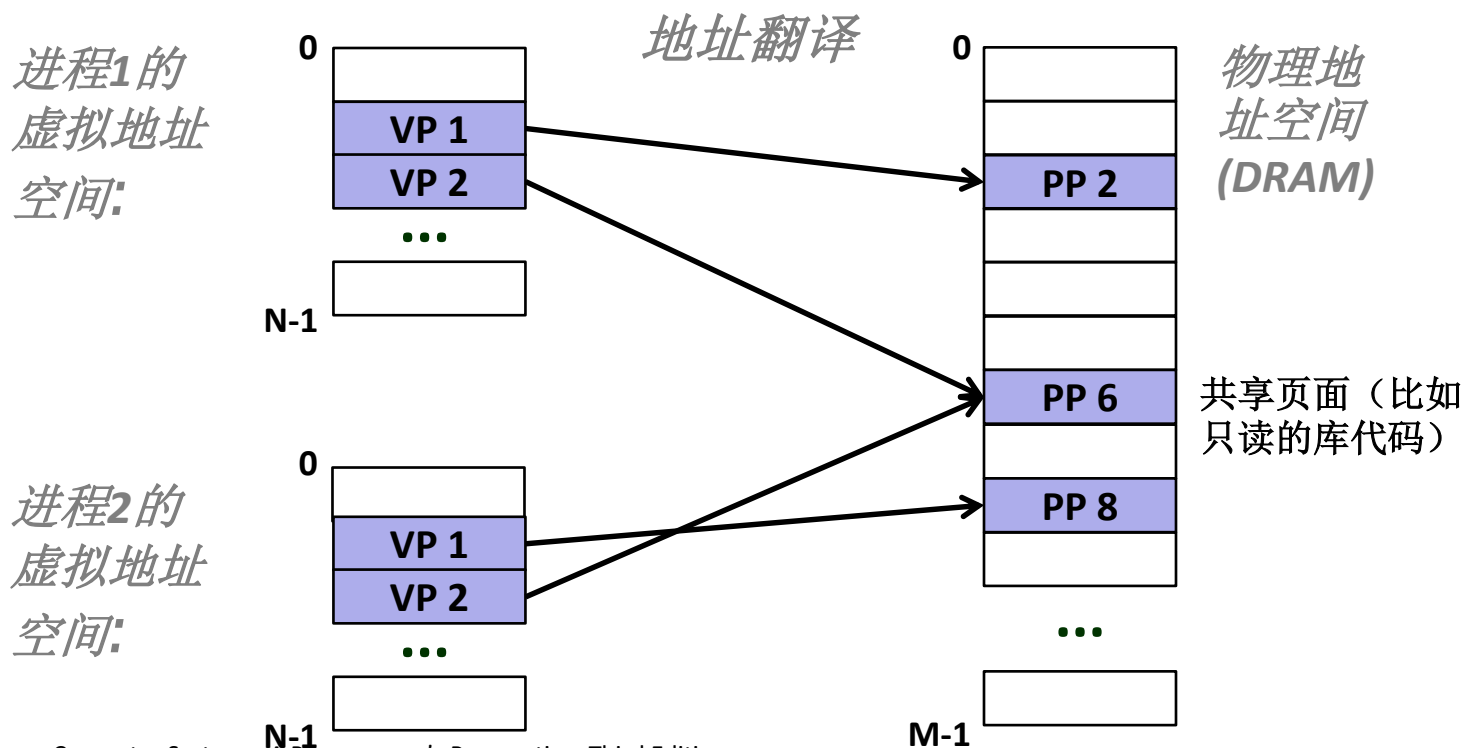 地址翻译
进程1的
虚拟地址
空间:
0
VP 1
VP 2
...
N-1
0
物理地
址空间
(DRAM)
PP 2
PP 6
PP 8
...
M-1
共享页面（比如
只读的库代码）
进程2的
虚拟地址
空间:
0
VP 1
VP 2
...
N-1